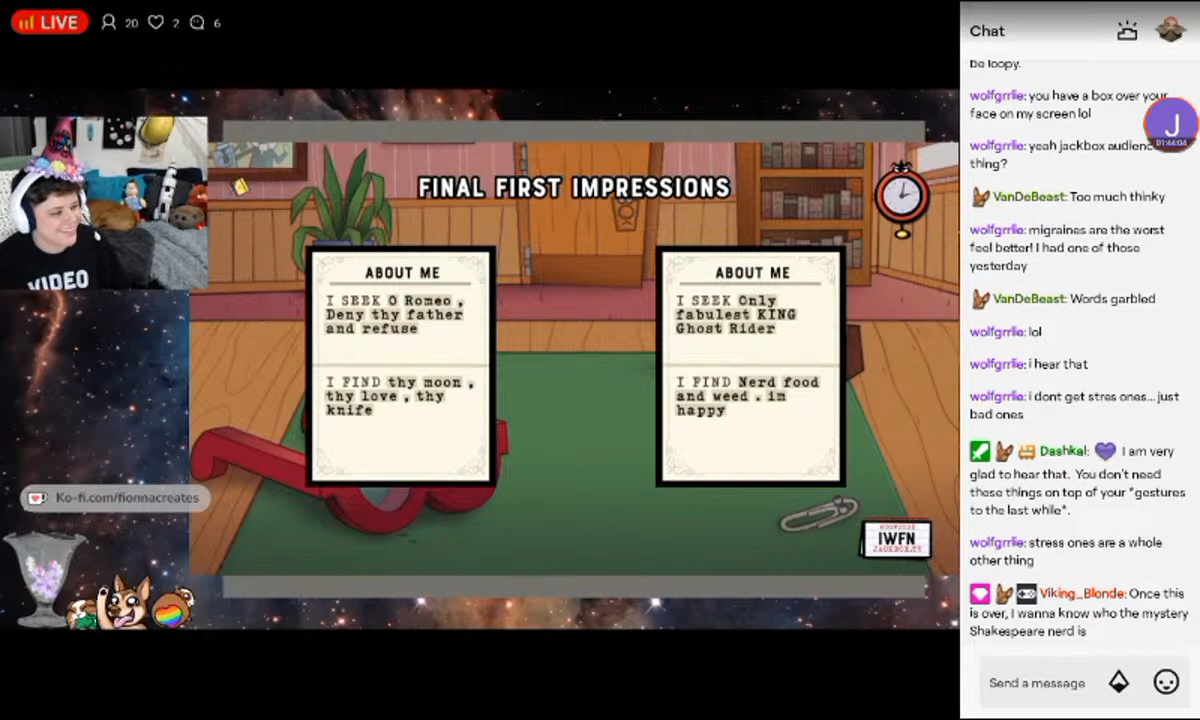 LIVE 20 2 6
Chat
be loopy.
wolfgrrlie: you have a box over your
face on my screen lol
wolfgrrlie: yeah jackbox audience
thing?
VanDeBeast: Too much thinky
wolfgrrlie: migraines are the worst
feel better! I had one of those
yesterday
VanDeBeast: Words garbled
wolfgrrlie: lol
wolfgrrlie: i hear that
wolfgrrlie: i dont get stres ones...just
bad ones
Dashkal: 💜 I am very
glad to hear that. You don't need
these things on top of your *gestures
to the last while*.
wolfgrrlie: stress ones are a whole
other thing
Viking_Blonde: Once this
is over, I wanna know who the mystery
Shakespeare nerd is
Send a message
J
01:44:04
FINAL FIRST IMPRESSIONS
ABOUT ME
I SEEK O Romeo ,
Deny thy father
and refuse
I FIND thy moon ,
thy love , thy
knife
ABOUT ME
I SEEK Only
fabulest KING
Ghost Rider
I FIND Nerd food
and weed . im
happy
VIDEO
Ko-fi.com/fionnacreates
IWFN
JACKBOX.TV